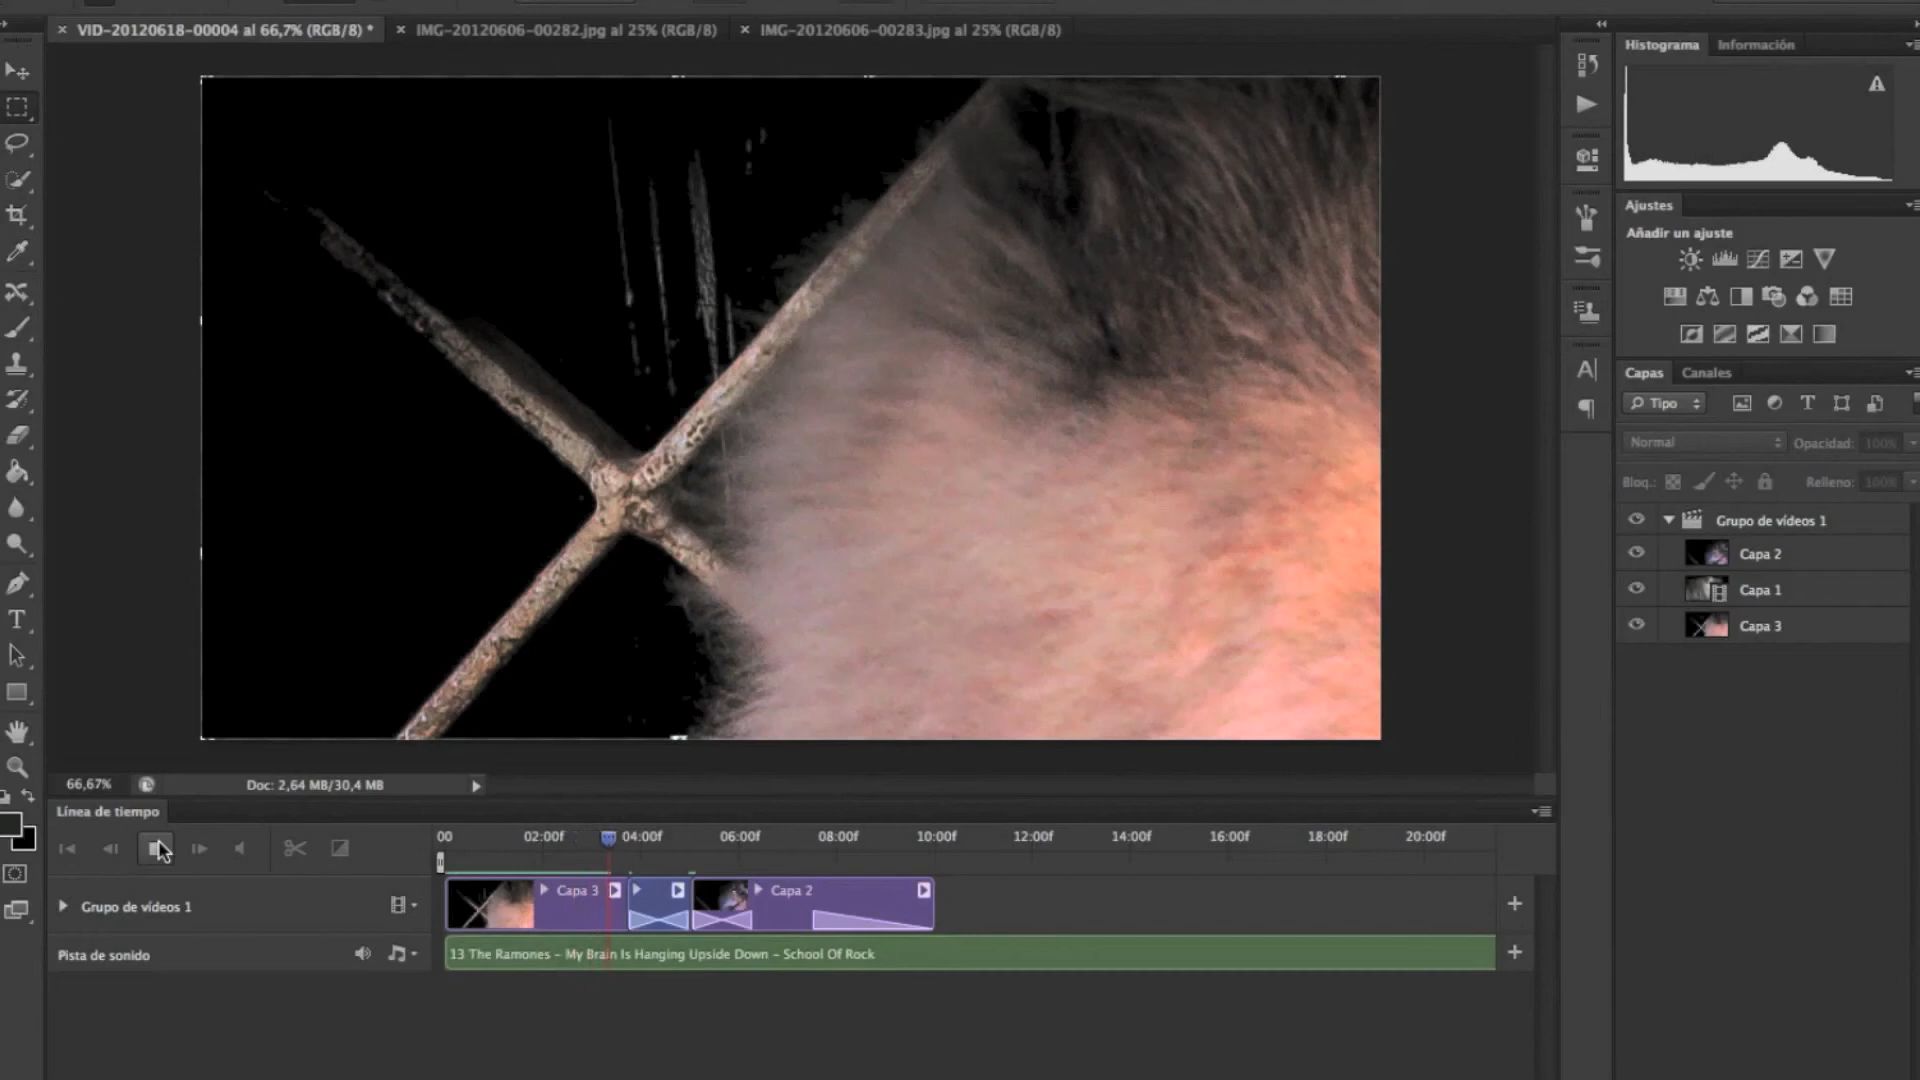 VID-20120618-00004 al 66,7% (RGB/8) *
IMG-20120606-00282.jpg al 25% (RGB/8)
IMG-20120606-00283.jpg al 25% (RGB/8)
Histograma
Información
Ajustes
Añadir un ajuste
Capas
Canales
Tipo
Normal
Opacidad: 100%
Bloq.:
Relleno: 100%
Grupo de vídeos 1
Capa 2
Capa 1
Capa 3
66,67%
Doc: 2,64 MB/30,4 MB
Línea de tiempo
00 02:00f 04:00f 06:00f 08:00f 10:00f 12:00f 14:00f 16:00f 18:00f 20:00f
Grupo de vídeos 1
Capa 3
Capa 2
Pista de sonido
13 The Ramones - My Brain Is Hanging Upside Down - School Of Rock